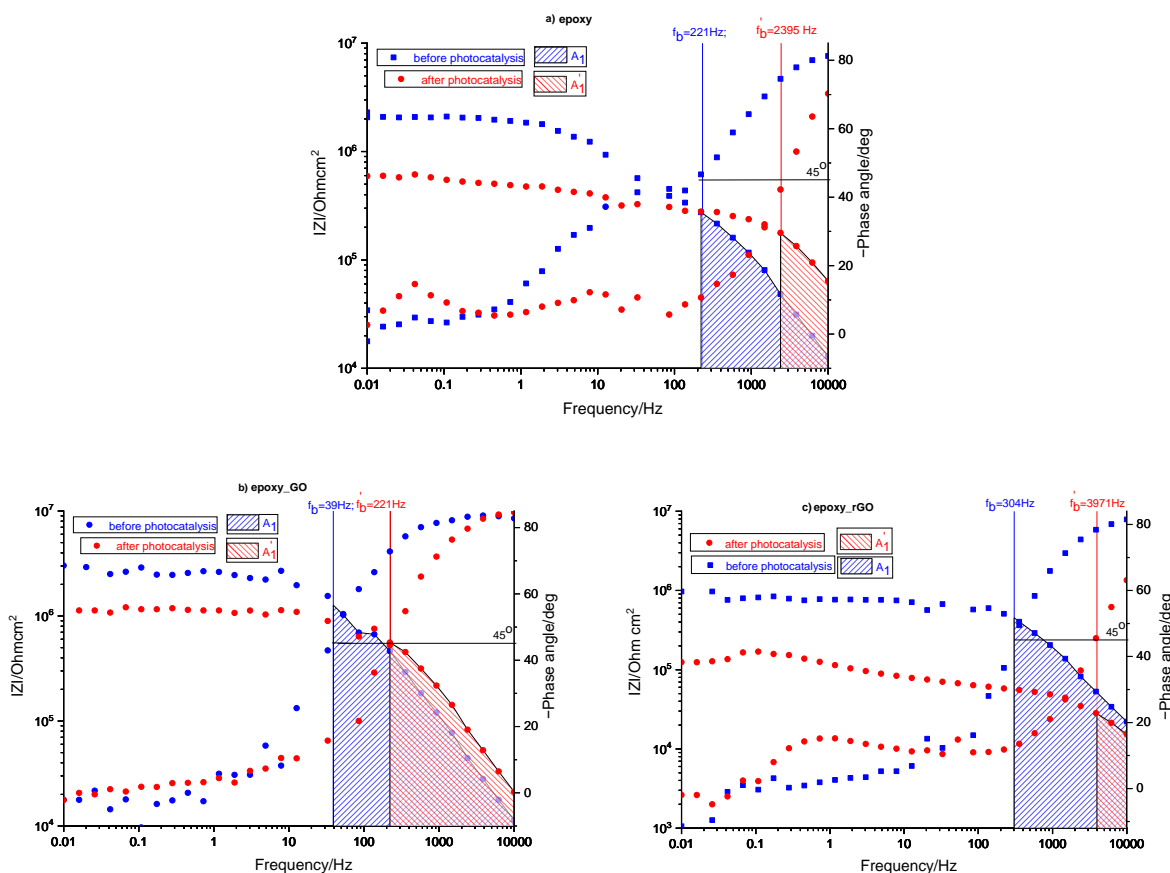 a) epoxy
f_b=221Hz; f'_b=2395 Hz
before photocatalysis A1
after photocatalysis A'1
10^7
10^6
10^5
10^4
IZI/Ohmcm^2
80
60
40
20
0
−Phase angle/deg
45^o
0.01 0.1 1 10 100 1000 10000
Frequency/Hz
b) epoxy_GO
f_b=39Hz; f'_b=221Hz
before photocatalysis A1
after photocatalysis A'1
10^7
10^6
10^5
10^4
IZI/Ohmcm^2
80
60
40
20
0
−Phase angle/deg
45^o
0.01 0.1 1 10 100 1000 10000
Frequency/Hz
c) epoxy_rGO
f_b=304Hz f'_b=3971Hz
after photocatalysis A'1
before photocatalysis A1
10^7
10^6
10^5
10^4
10^3
IZI/Ohm cm^2
80
60
40
20
0
−Phase angle/deg
45^o
0.01 0.1 1 10 100 1000 10000
Frequency/Hz